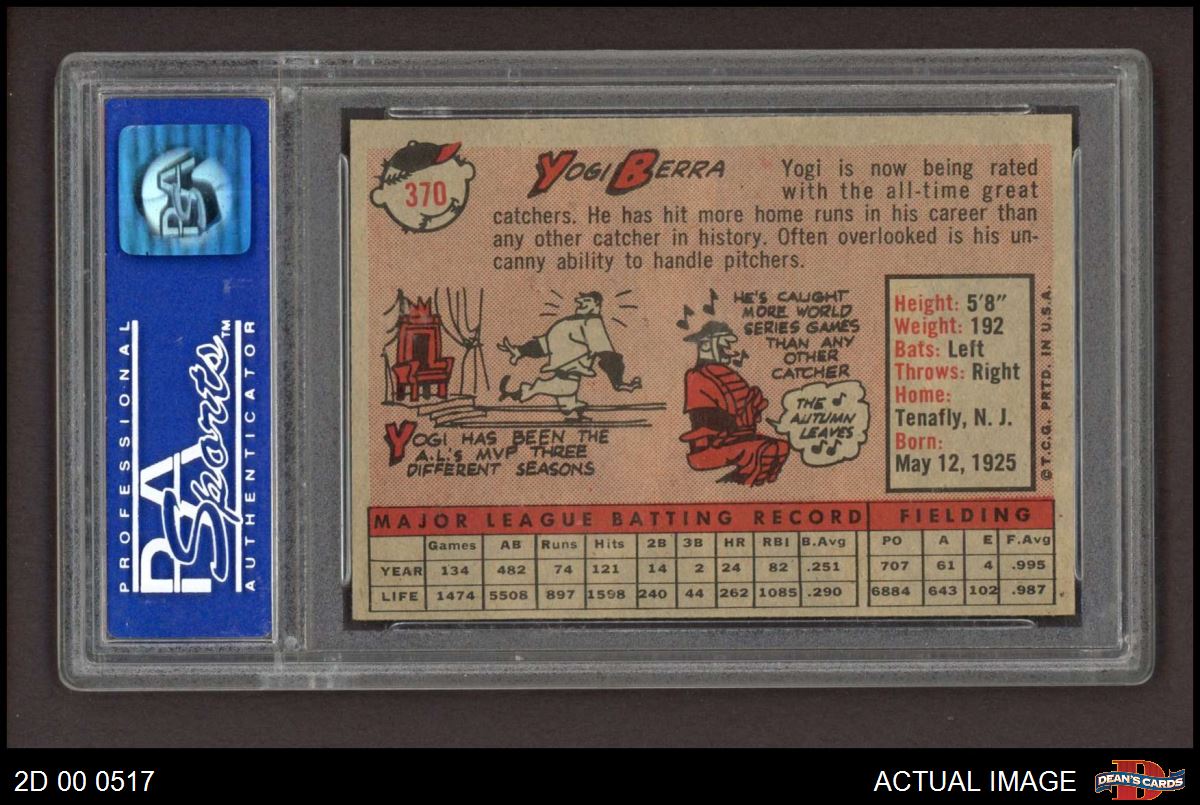 PSA
PROFESSIONAL
PSA Sports™
AUTHENTICATOR
370
YOGI BERRA
Yogi is now being rated
with the all-time great
catchers. He has hit more home runs in his career than
any other catcher in history. Often overlooked is his un-
canny ability to handle pitchers.
YOGI HAS BEEN THE
A.L.'S MVP THREE
DIFFERENT SEASONS
HE'S CAUGHT
MORE WORLD
SERIES GAMES
THAN ANY
OTHER
CATCHER
THE
AUTUMN
LEAVES
Height: 5'8"
Weight: 192
Bats: Left
Throws: Right
Home:
Tenafly, N. J.
Born:
May 12, 1925
©T.C.G. PRTD. IN U.S.A.
MAJOR LEAGUE BATTING RECORD FIELDING
Games AB Runs Hits 2B 3B HR RBI B.Avg PO A E F.Avg
YEAR 134 482 74 121 14 2 24 82 .251 707 61 4 .995
LIFE 1474 5508 897 1598 240 44 262 1085 .290 6884 643 102 .987
2D 00 0517
ACTUAL IMAGE
DEAN'S CARDS